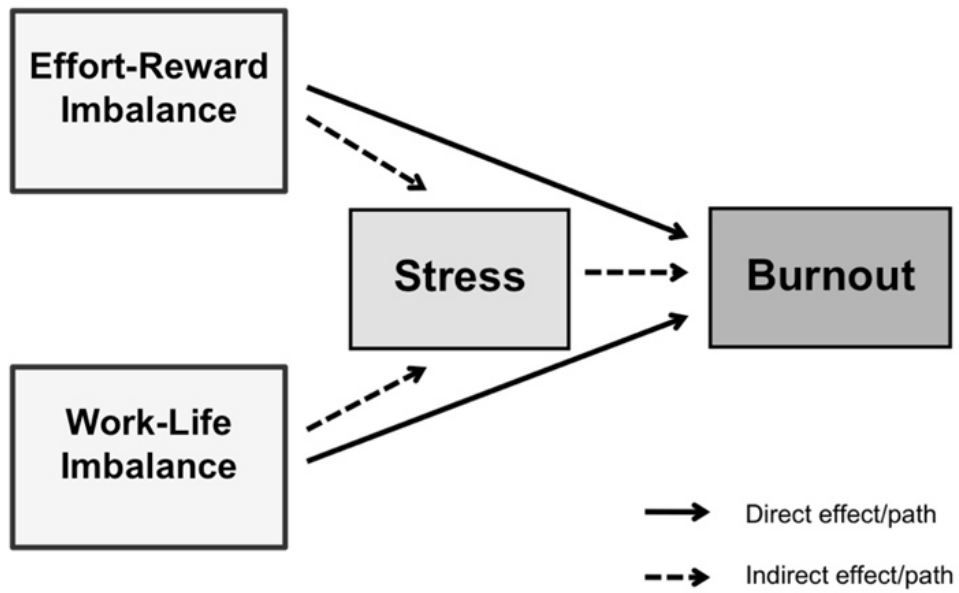 Effort-Reward
Imbalance
Stress
Burnout
Work-Life
Imbalance
Direct effect/path
Indirect effect/path